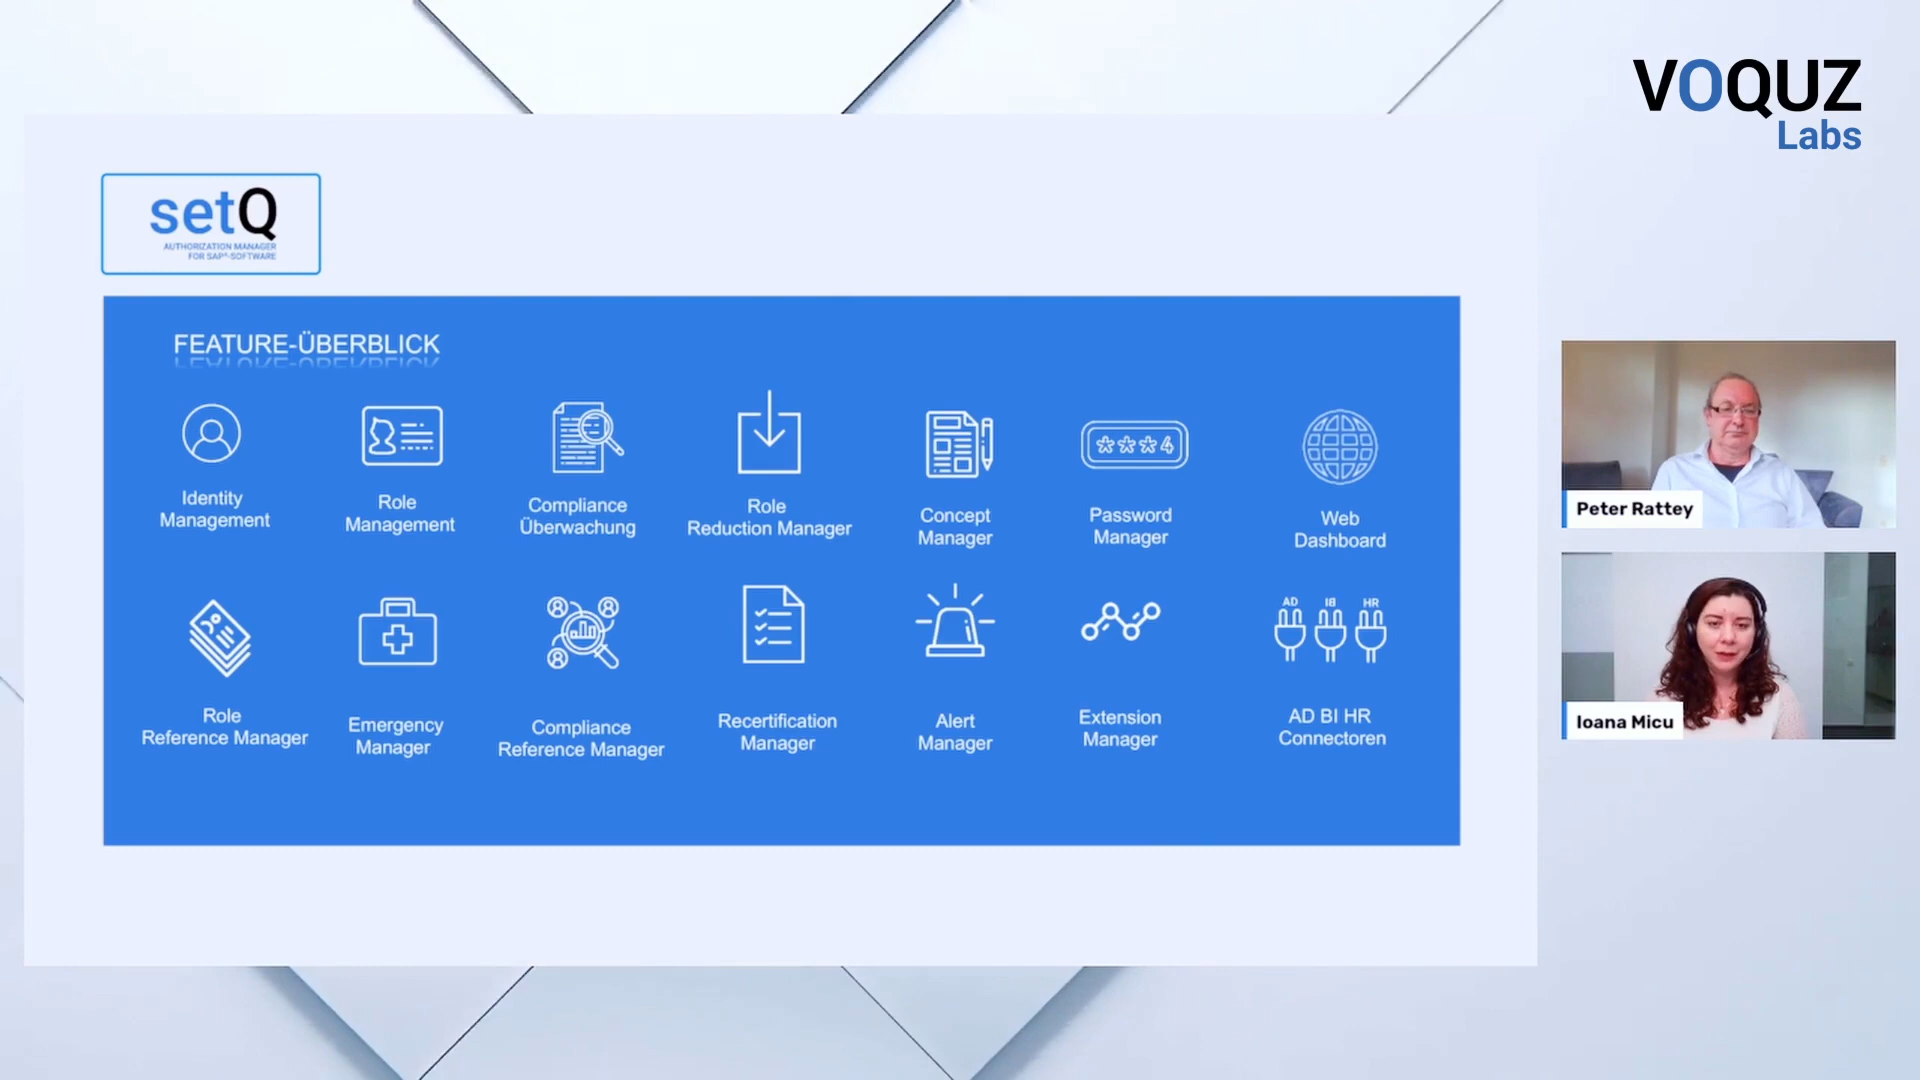 VOQUZ
Labs
setQ
AUTHORIZATION MANAGER
FOR SAP®-SOFTWARE
FEATURE-ÜBERBLICK
***4
Identity
Management
Role
Management
Compliance
Überwachung
Role
Reduction Manager
Concept
Manager
Password
Manager
Web
Dashboard
AD IB HR
Role
Reference Manager
Emergency
Manager
Compliance
Reference Manager
Recertification
Manager
Alert
Manager
Extension
Manager
AD BI HR
Connectoren
Peter Rattey
Ioana Micu